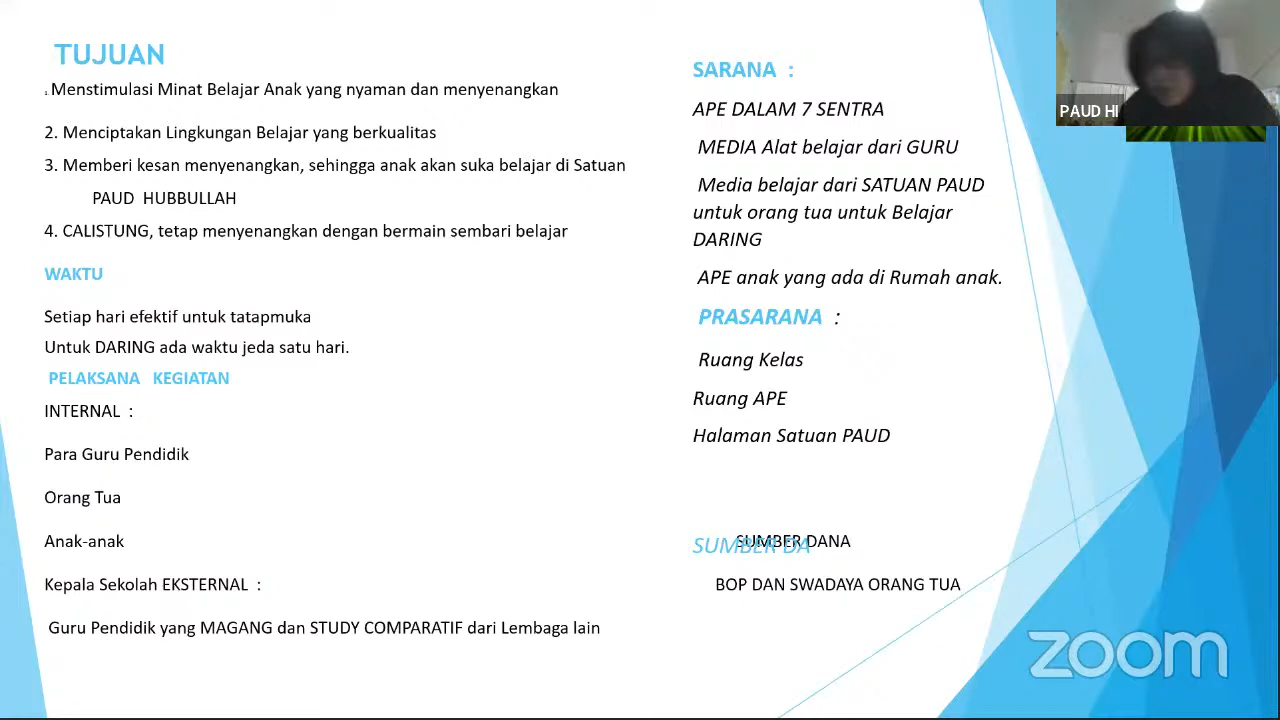 TUJUAN
1. Menstimulasi Minat Belajar Anak yang nyaman dan menyenangkan
2. Menciptakan Lingkungan Belajar yang berkualitas
3. Memberi kesan menyenangkan, sehingga anak akan suka belajar di Satuan
PAUD HUBBULLAH
4. CALISTUNG, tetap menyenangkan dengan bermain sembari belajar
WAKTU
Setiap hari efektif untuk tatapmuka
Untuk DARING ada waktu jeda satu hari.
PELAKSANA KEGIATAN
INTERNAL :
Para Guru Pendidik
Orang Tua
Anak-anak
Kepala Sekolah EKSTERNAL :
Guru Pendidik yang MAGANG dan STUDY COMPARATIF dari Lembaga lain
SARANA :
APE DALAM 7 SENTRA
MEDIA Alat belajar dari GURU
Media belajar dari SATUAN PAUD
untuk orang tua untuk Belajar
DARING
APE anak yang ada di Rumah anak.
PRASARANA :
Ruang Kelas
Ruang APE
Halaman Satuan PAUD
SUMBER DA
SUMBER DANA
BOP DAN SWADAYA ORANG TUA
PAUD HI
zoom